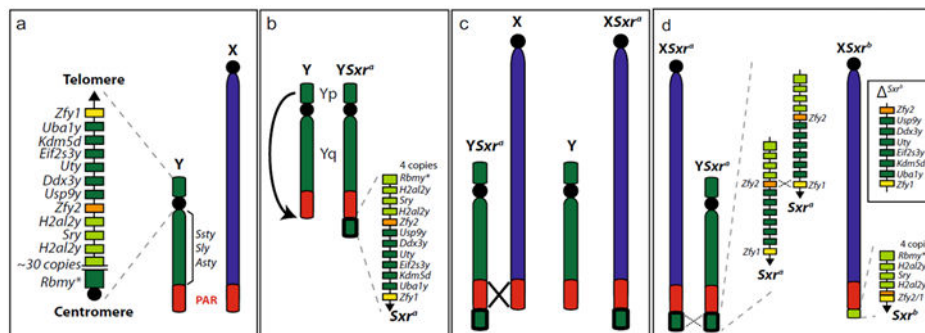 a
Telomere
Zfy1
Uba1y
Kdm5d
Eif2s3y
Uty
Ddx3y
Usp9y
Zfy2
H2al2y
Sry
H2al2y
~30 copies
Rbmy*
Centromere
Y
X
Ssty
Sly
Asty
PAR
b
Y
YSxrᵃ
Yp
Yq
4 copies
Rbmy*
H2al2y
Sry
H2al2y
Zfy2
Usp9y
Ddx3y
Uty
Eif2s3y
Kdm5d
Uba1y
Zfy1
Sxrᵃ
c
X
XSxrᵃ
YSxrᵃ
Y
d
XSxrᵃ
YSxrᵃ
Zfy2
Zfy2
Zfy1
Sxrᵃ
Zfy1
Sxrᵃ
XSxrᵇ
Δ Sxrᵇ
Zfy2
Usp9y
Ddx3y
Uty
Eif2s3y
Kdm5d
Uba1y
Zfy1
4 copies
Rbmy*
H2al2y
Sry
H2al2y
Zfy2/1
Sxrᵇ